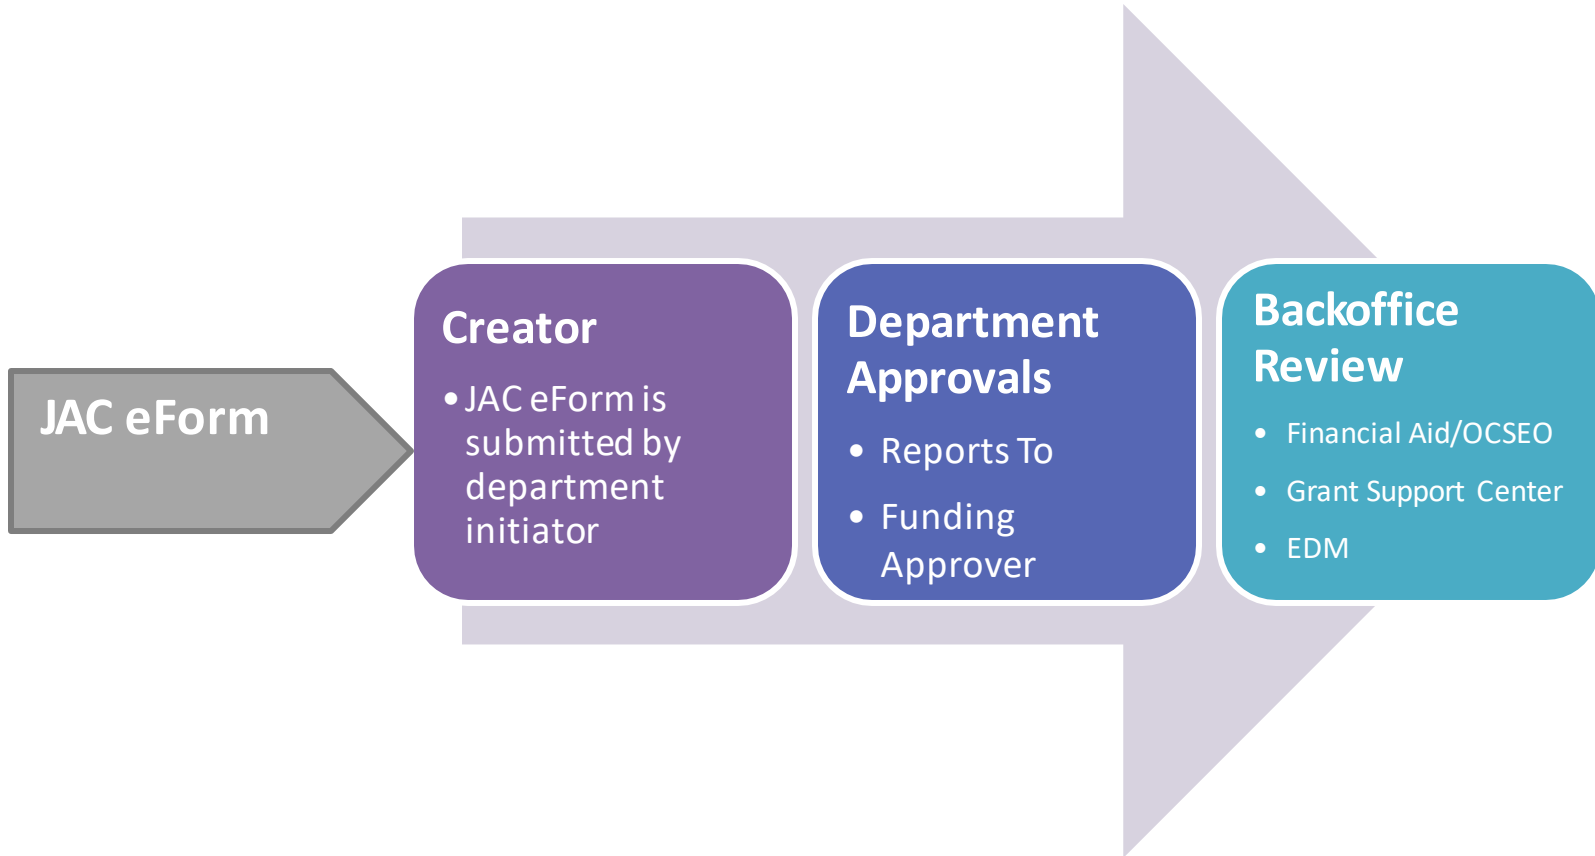 JAC eForm
Creator
• JAC eForm is
submitted by
department
initiator
Department
Approvals
• Reports To
• Funding
Approver
Backoffice
Review
• Financial Aid/OCSEO
• Grant Support Center
• EDM